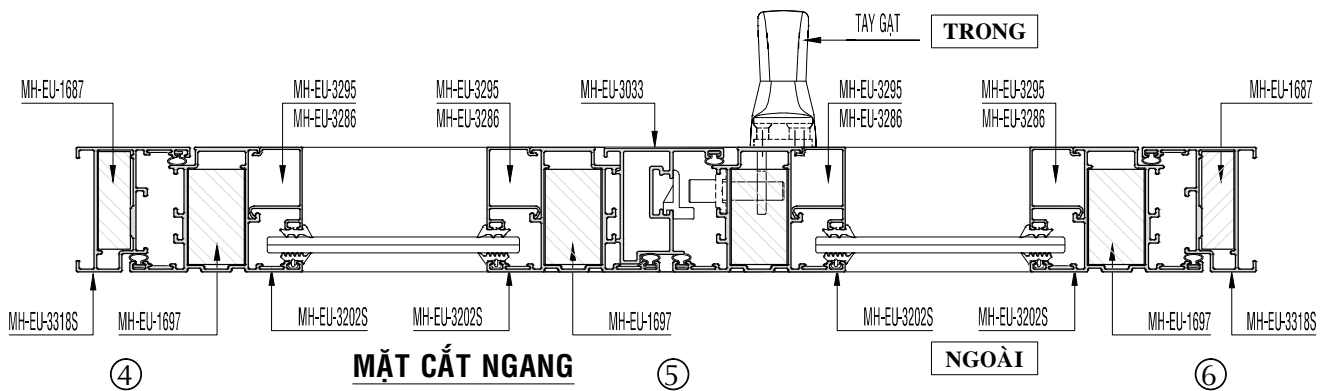 TAY GẠT
TRONG
MH-EU-1687
MH-EU-3295
MH-EU-3286
MH-EU-3295
MH-EU-3286
MH-EU-3033
MH-EU-3295
MH-EU-3286
MH-EU-3295
MH-EU-3286
MH-EU-1687
MH-EU-3318S
MH-EU-1697
MH-EU-3202S
MH-EU-3202S
MH-EU-1697
MH-EU-3202S
MH-EU-3202S
MH-EU-1697
MH-EU-3318S
4
MẶT CẮT NGANG
5
NGOÀI
6